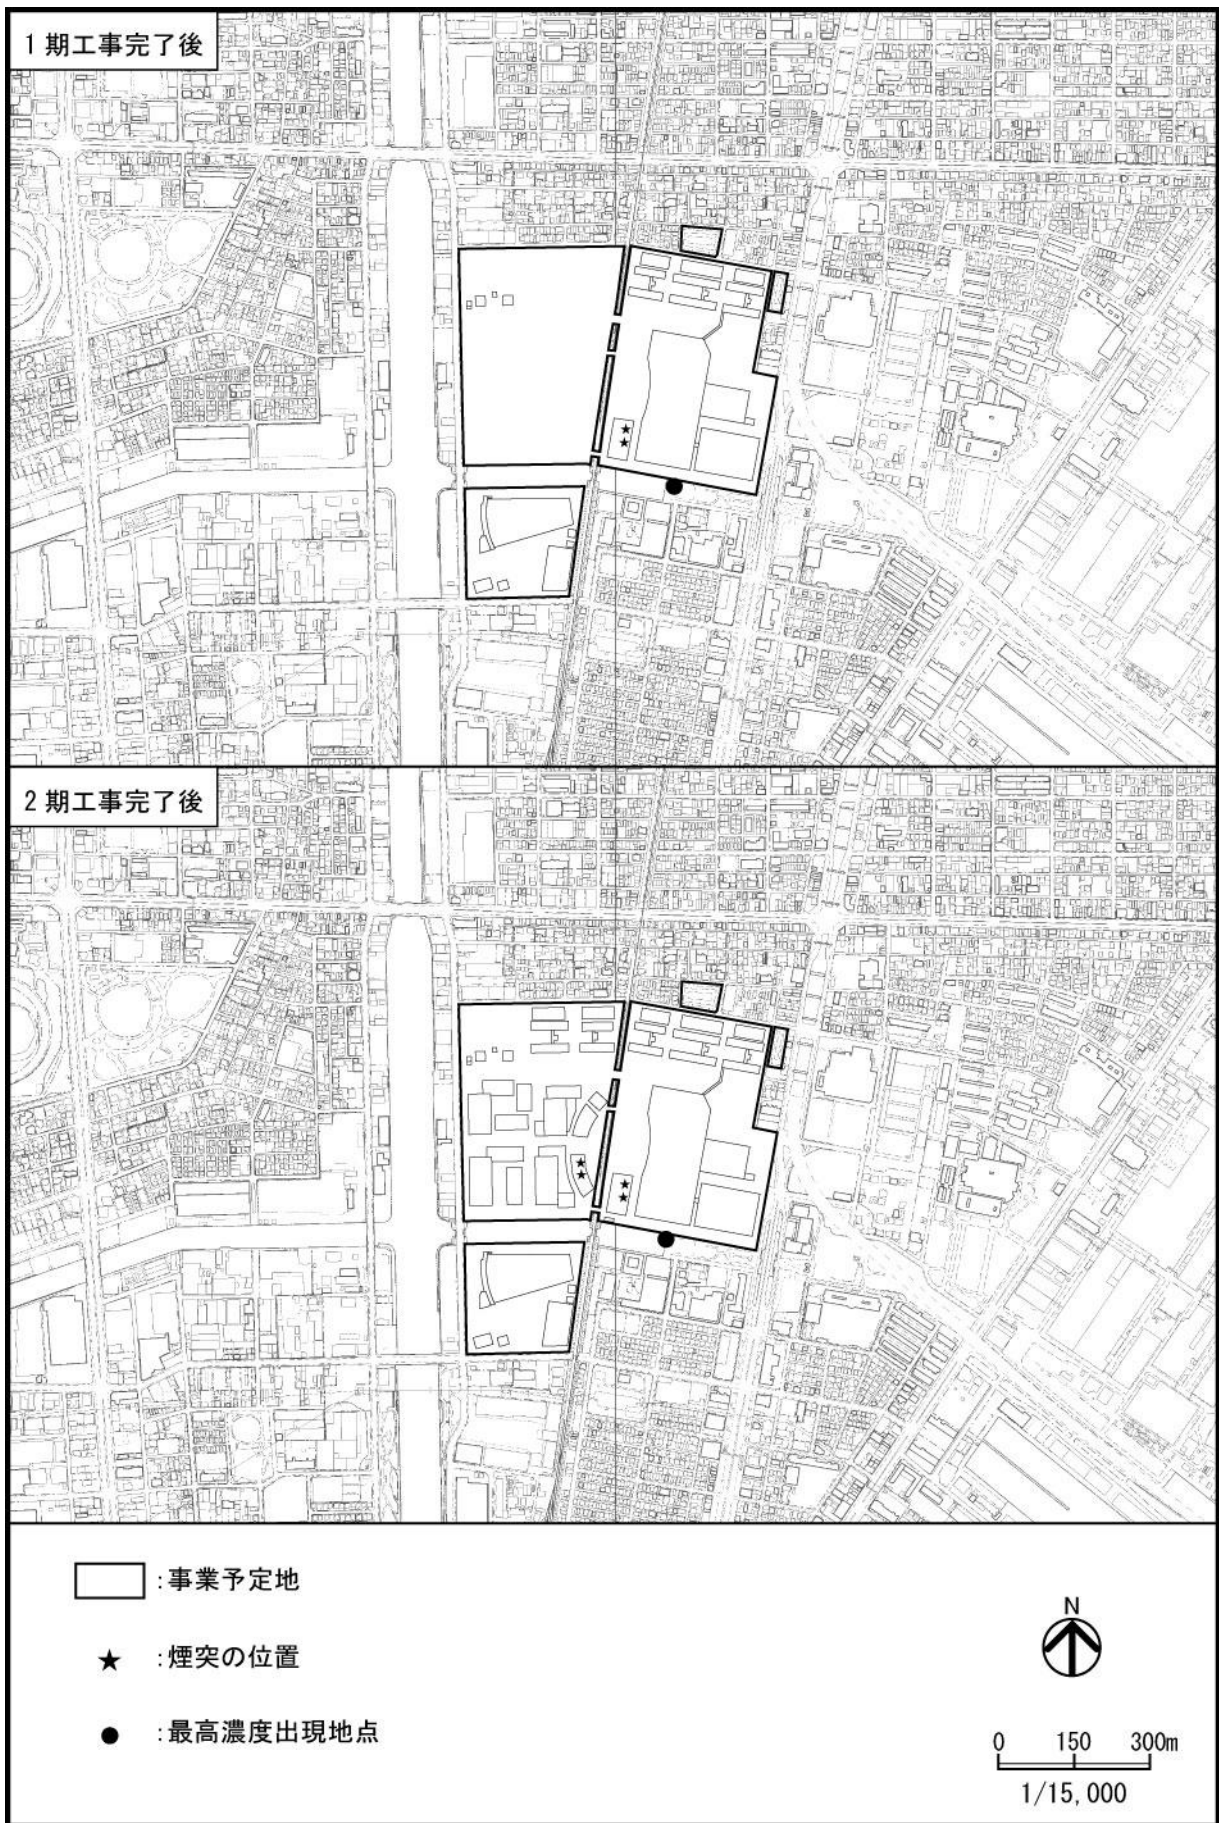 1期工事完了後
2期工事完了後
:事業予定地
★ :煙突の位置
● :最高濃度出現地点
N
0 150 300m
1/15,000